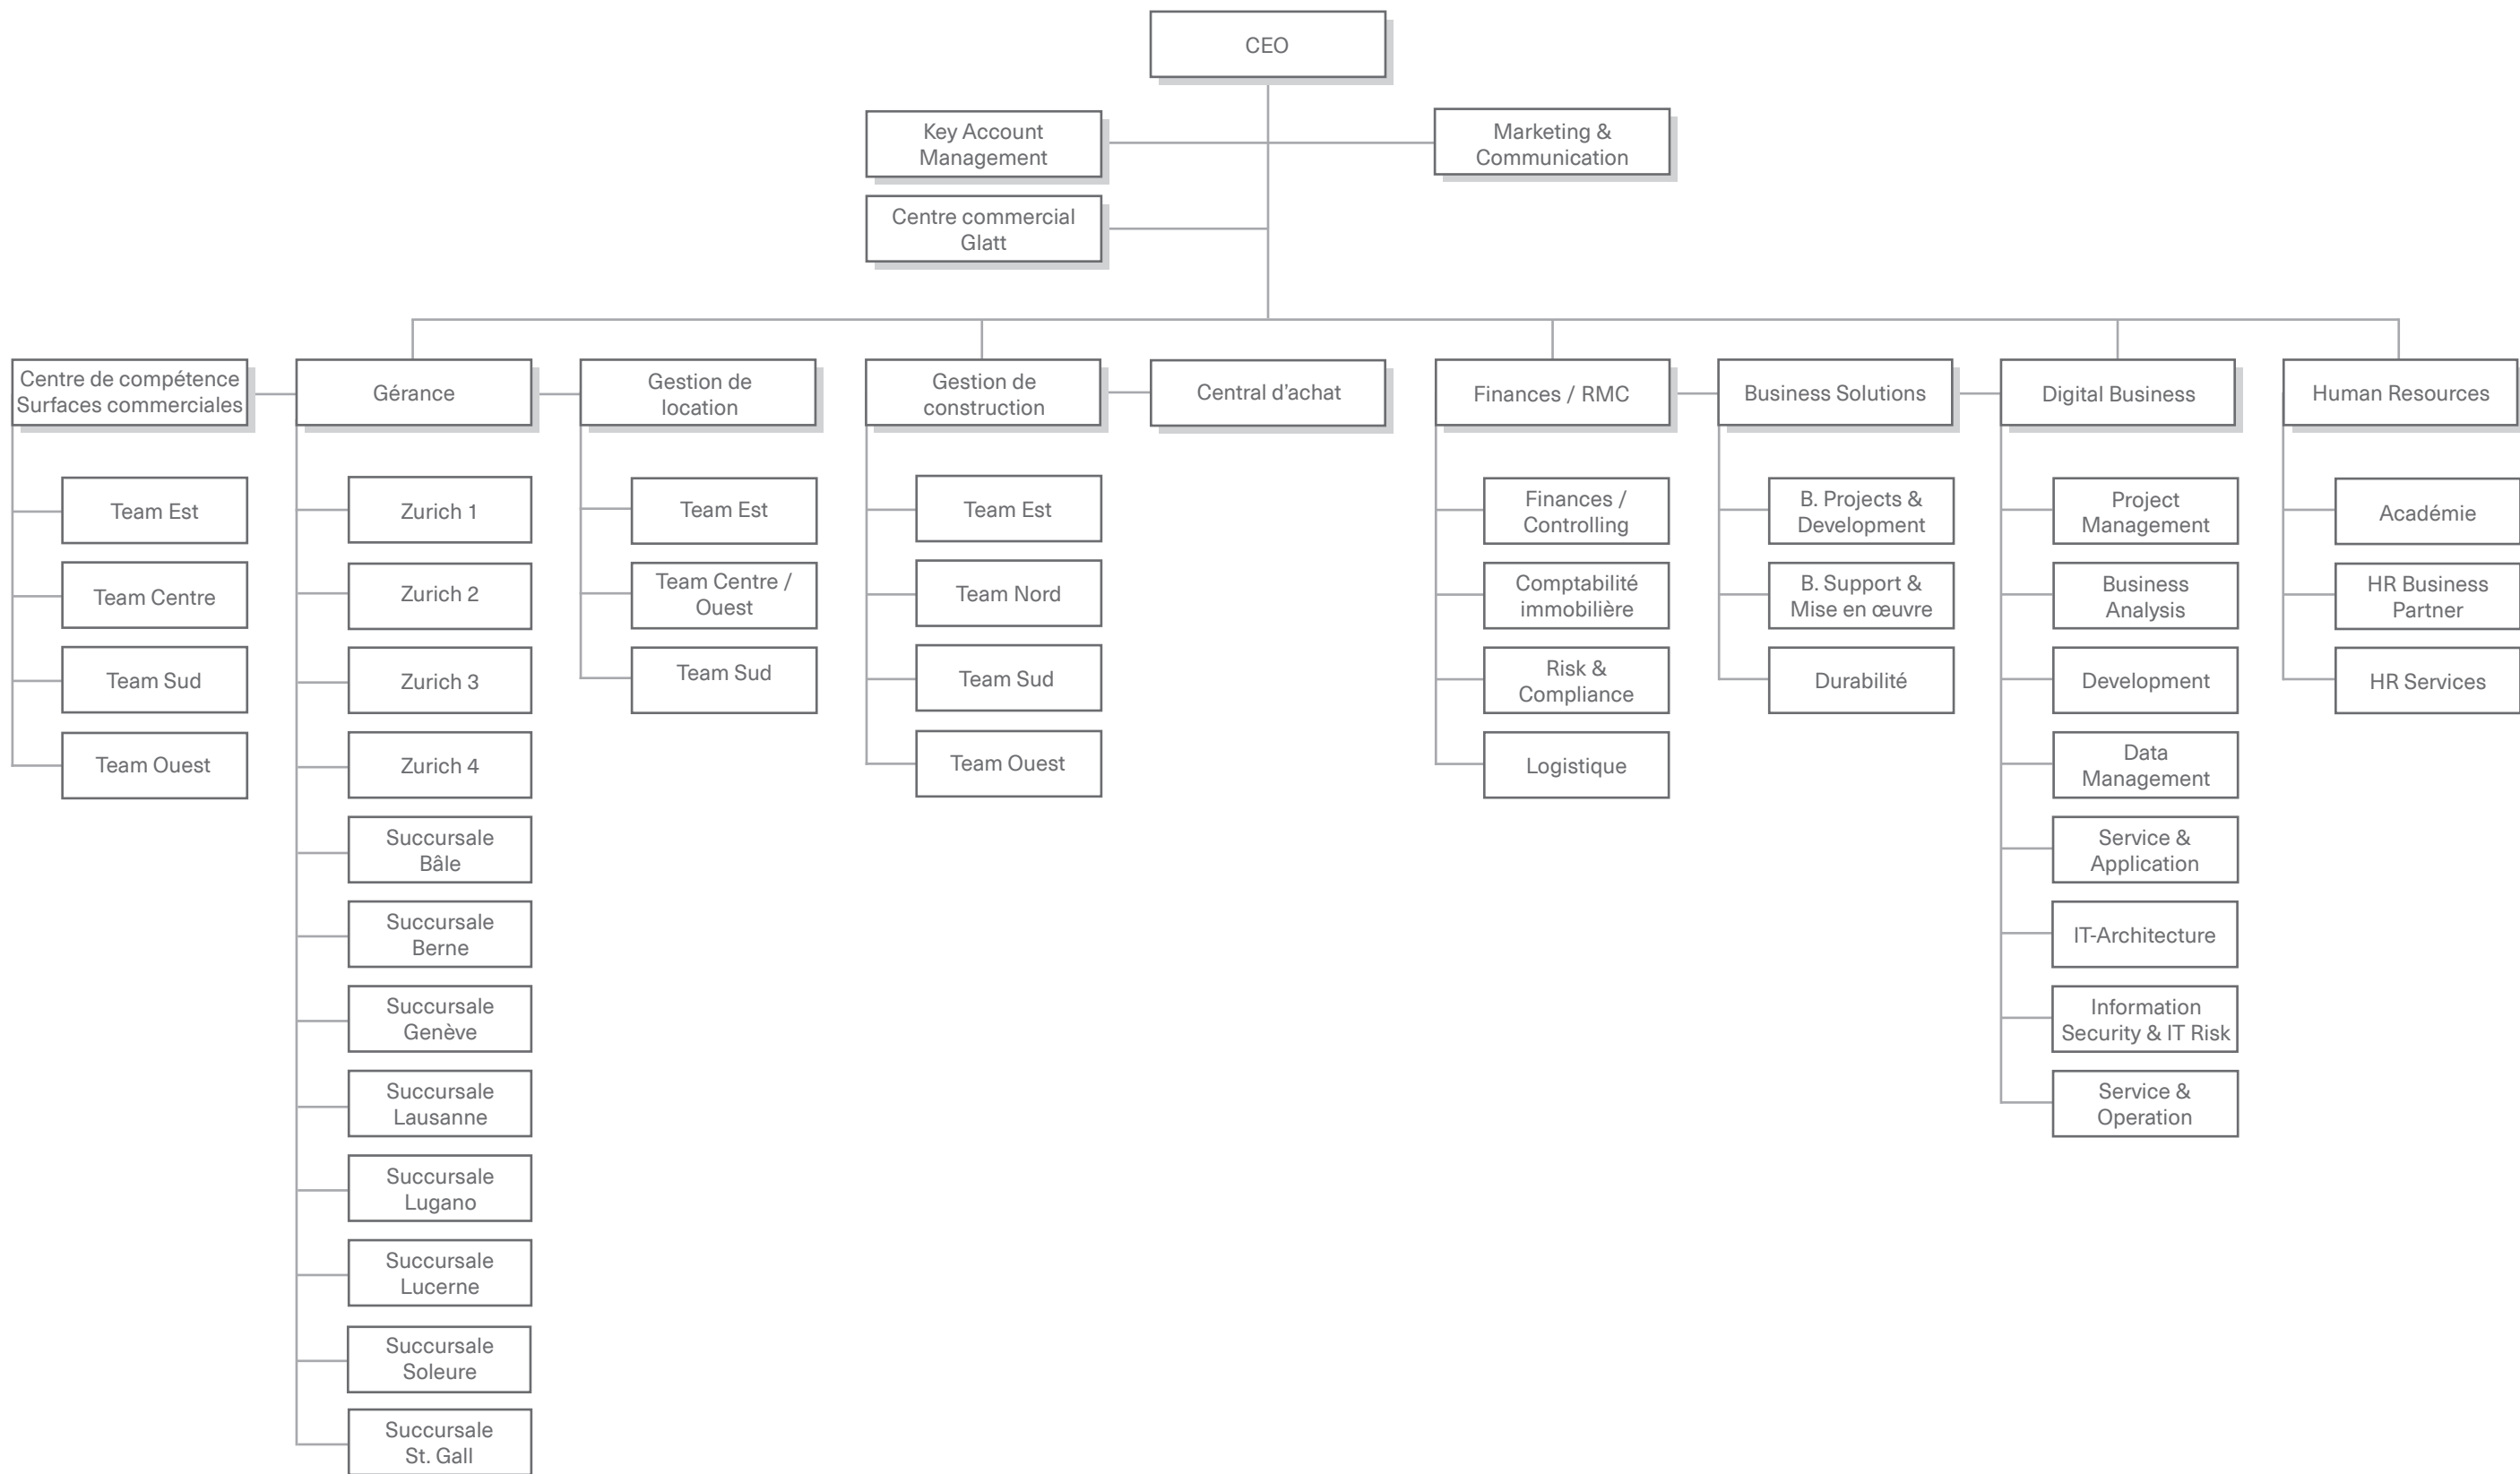 CEO
Key Account
Management
Marketing &
Communication
Centre commercial
Glatt
Centre de compétence
Surfaces commerciales
Gérance
Gestion de
location
Gestion de
construction
Central d'achat
Finances / RMC
Business Solutions
Digital Business
Human Resources
Team Est
Team Centre
Team Sud
Team Ouest
Zurich 1
Zurich 2
Zurich 3
Zurich 4
Succursale
Bâle
Succursale
Berne
Succursale
Genève
Succursale
Lausanne
Succursale
Lugano
Succursale
Lucerne
Succursale
Soleure
Succursale
St. Gall
Team Est
Team Centre /
Ouest
Team Sud
Team Est
Team Nord
Team Sud
Team Ouest
Finances /
Controlling
Comptabilité
immobilière
Risk &
Compliance
Logistique
B. Projects &
Development
B. Support &
Mise en œuvre
Durabilité
Project
Management
Business
Analysis
Development
Data
Management
Service &
Application
IT-Architecture
Information
Security & IT Risk
Service &
Operation
Académie
HR Business
Partner
HR Services